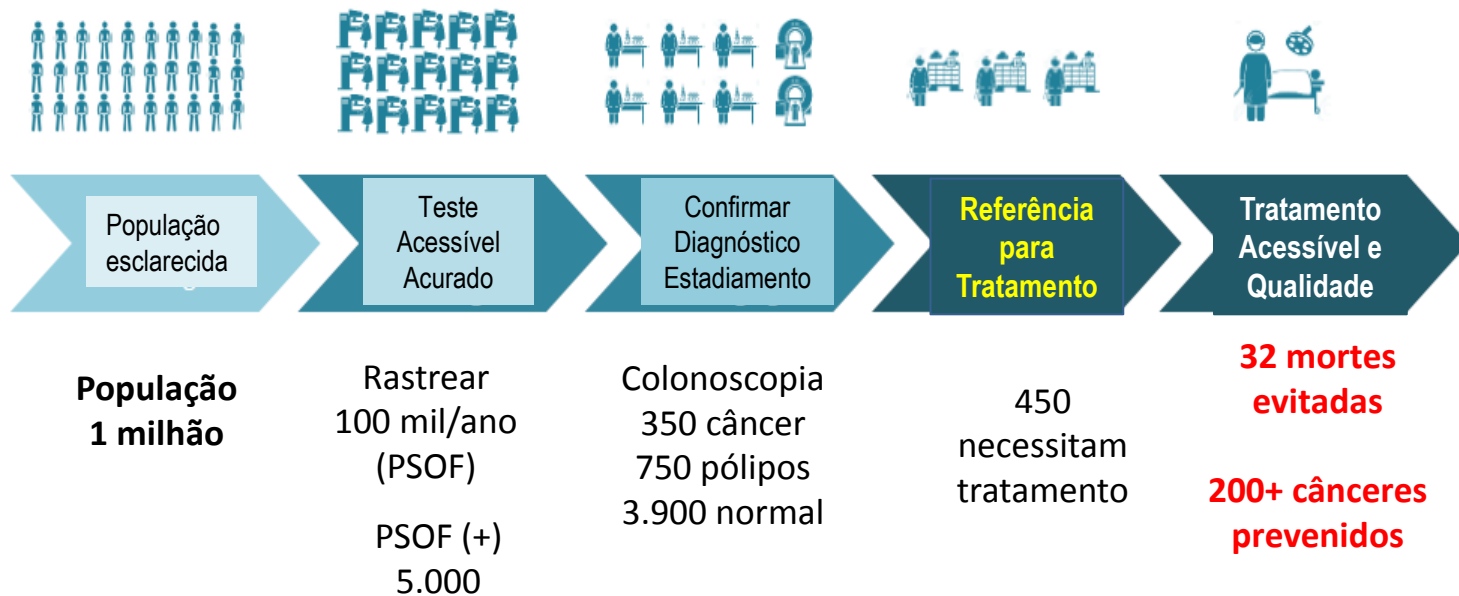 População
esclarecida
Teste
Acessível
Acurado
Confirmar
Diagnóstico
Estadiamento
Referência
para
Tratamento
Tratamento
Acessível e
Qualidade
População
1 milhão
Rastrear
100 mil/ano
(PSOF)
PSOF (+)
5.000
Colonoscopia
350 câncer
750 pólipos
3.900 normal
450
necessitam
tratamento
32 mortes
evitadas
200+ cânceres
prevenidos